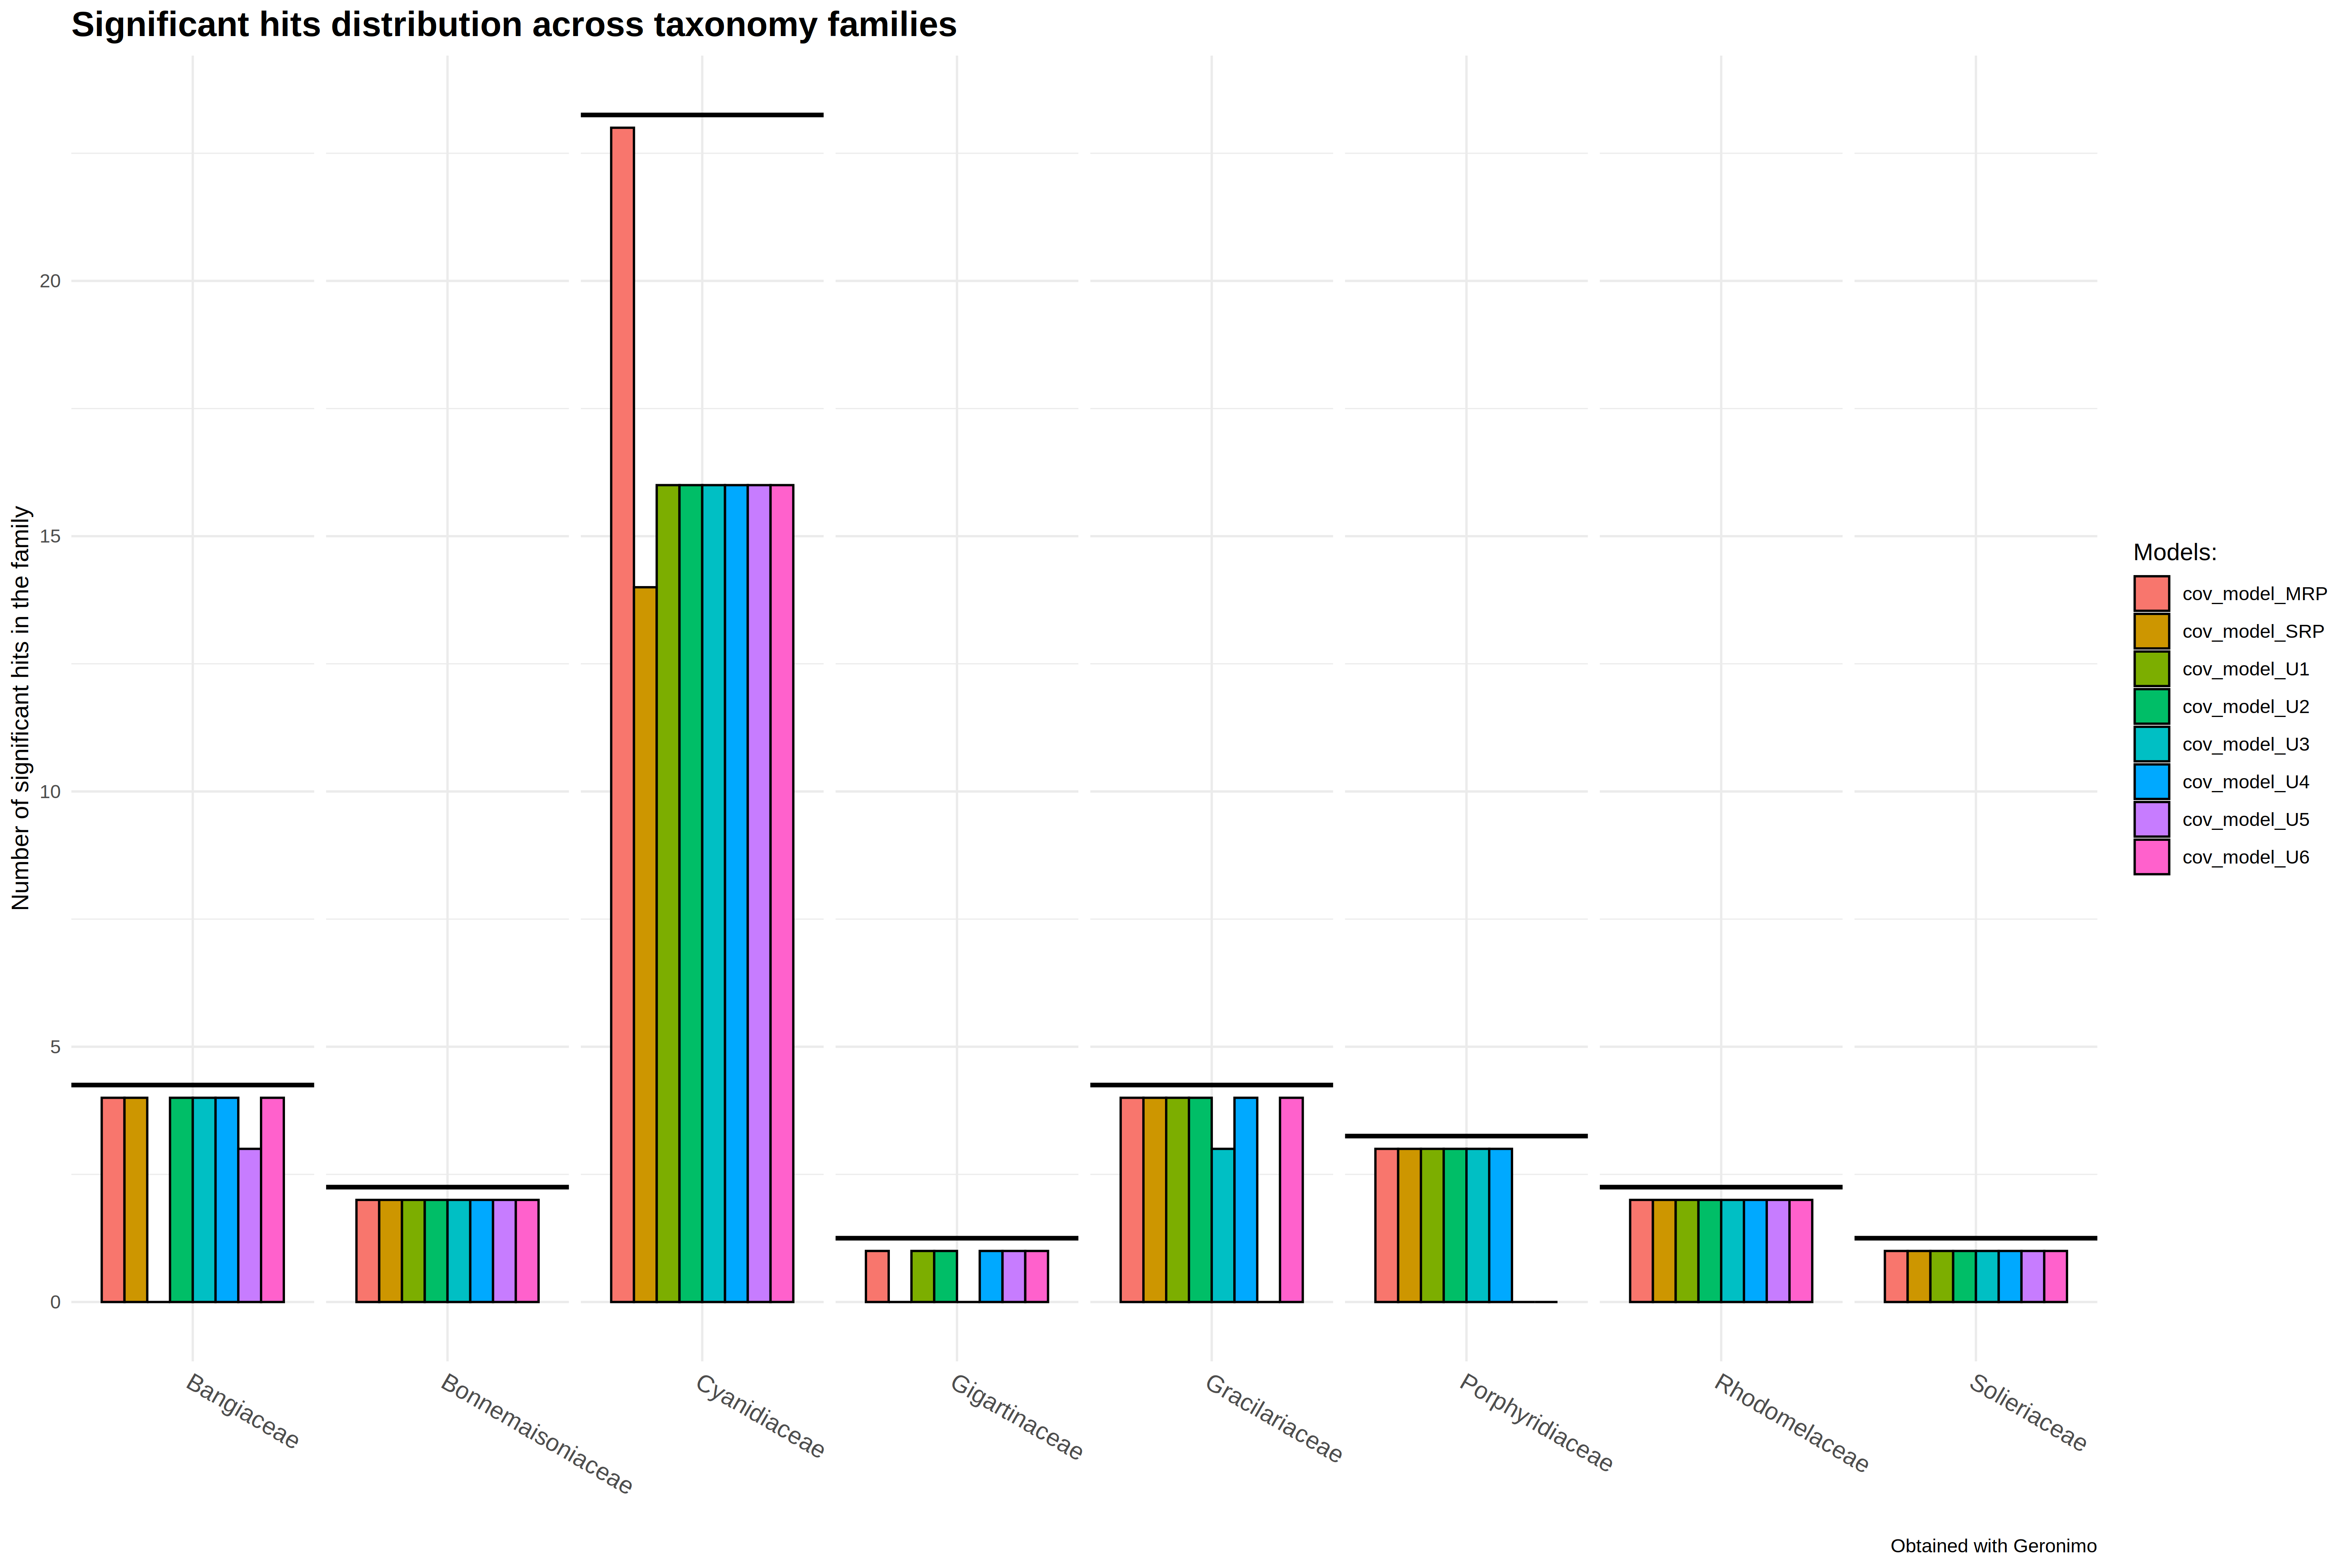 Significant hits distribution across taxonomy families
Number of significant hits in the family
20
15
10
5
0
Bangiaceae
Bonnemaisoniaceae
Cyanidiaceae
Gigartinaceae
Gracilariaceae
Porphyridiaceae
Rhodomelaceae
Solieriaceae
Models:
cov_model_MRP
cov_model_SRP
cov_model_U1
cov_model_U2
cov_model_U3
cov_model_U4
cov_model_U5
cov_model_U6
Obtained with Geronimo